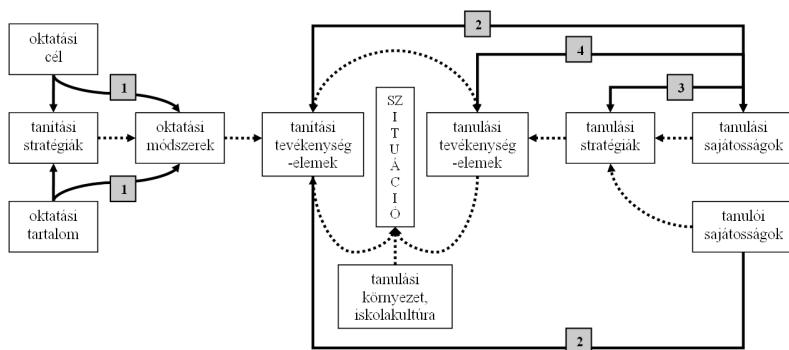 oktatási
cél
1
tanítási
stratégiák
oktatási
módszerek
1
oktatási
tartalom
2
4
3
tanítási
tevékenység
-elemek
SZ
I
T
U
Á
C
I
Ó
tanulási
tevékenység
-elemek
tanulási
stratégiák
tanulási
sajátosságok
tanulói
sajátosságok
tanulási
környezet,
iskolakultúra
2